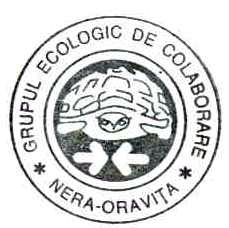 GRUPUL ECOLOGIC DE COLABORARE
* NERA-ORAVIȚA *